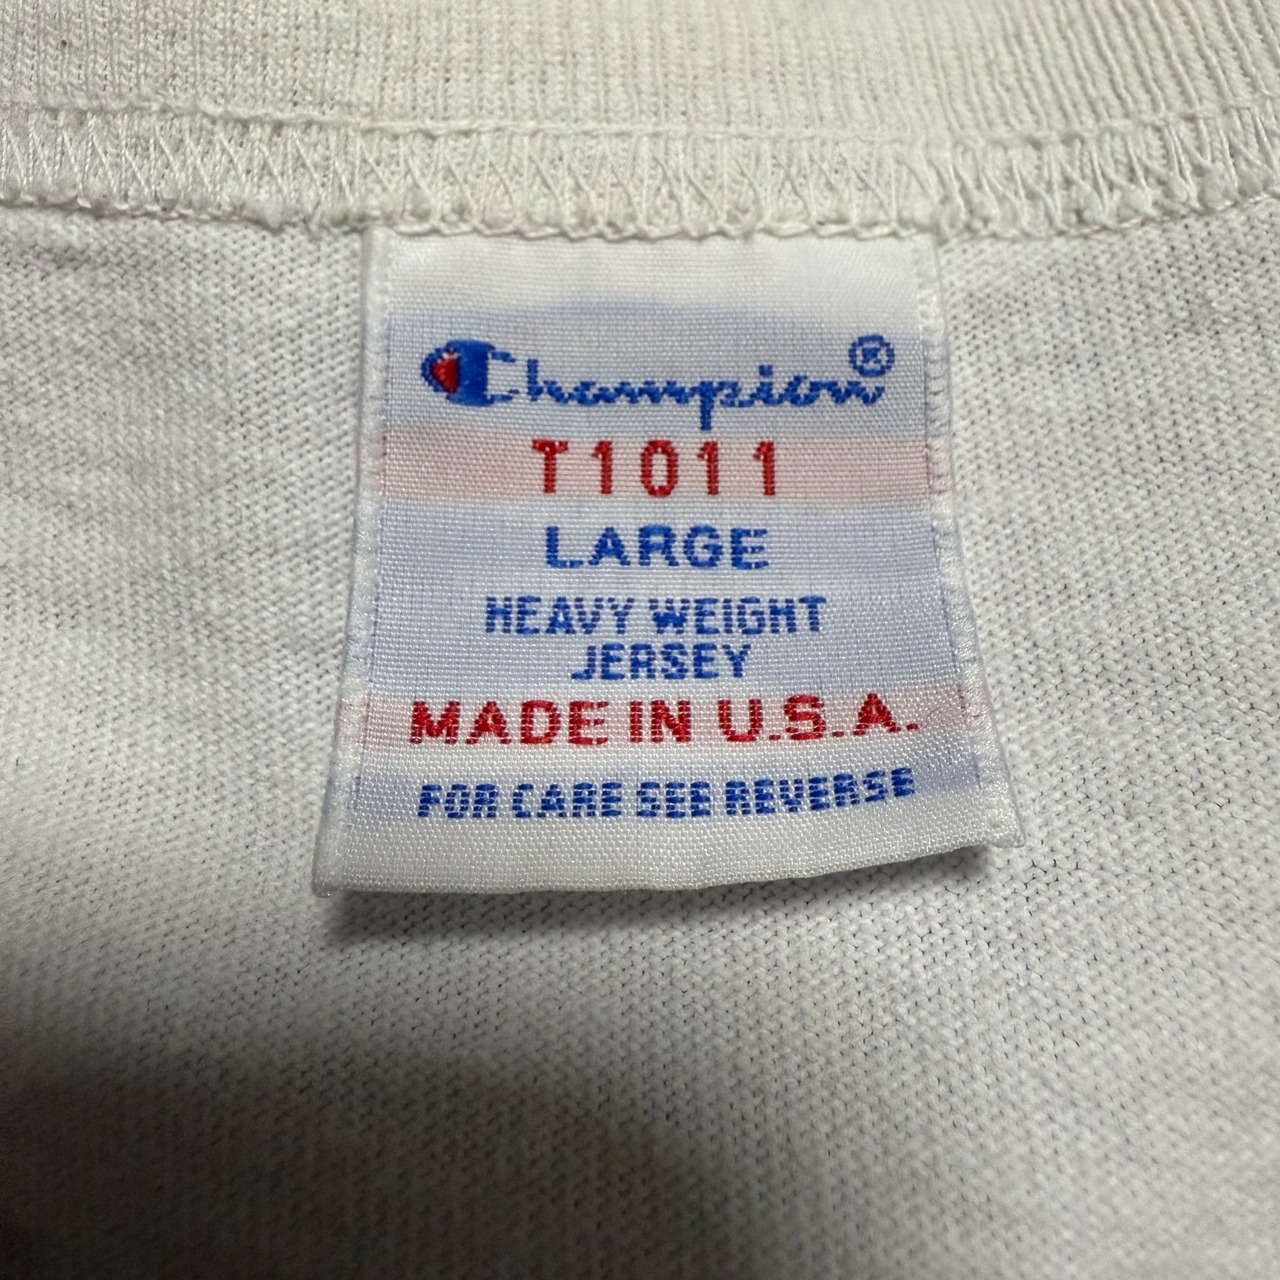 Champion®
T1011
LARGE
HEAVY WEIGHT
JERSEY
MADE IN U.S.A.
FOR CARE SEE REVERSE